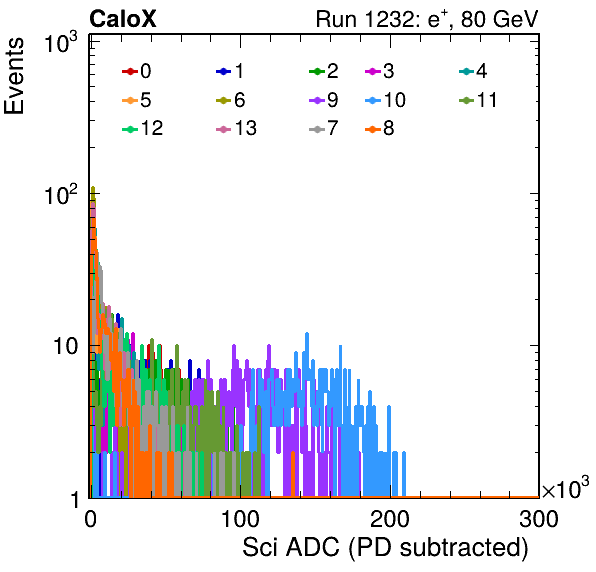 CaloX Run 1232: e⁺, 80 GeV
Events
10³
0 1 2 3 4
5 6 9 10 11
12 13 7 8
10²
10
1
0 100 200 300
×10³
Sci ADC (PD subtracted)